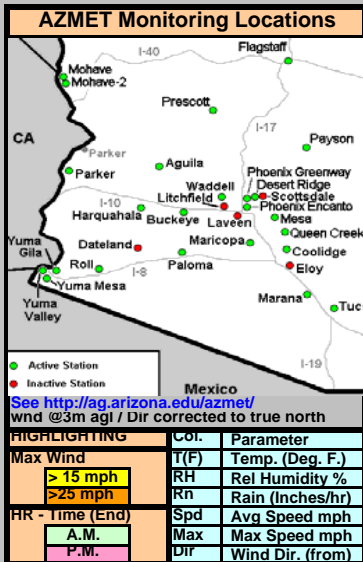 AZMET Monitoring Locations
I-40
Flagstaff
Mohave
Mohave-2
Prescott
I-17
CA
Payson
Parker
Aguila
Parker
Phoenix Greenway
Waddell
Desert Ridge
Litchfield
Scottsdale
I-10
Phoenix Encanto
Harquahala
Buckeye
Laveen
Mesa
Yuma
Gila
Dateland
Maricopa
Queen Creek
Roll
I-8
Paloma
Coolidge
Eloy
Yuma Mesa
Yuma
Valley
Marana
Tuc
I-19
Active Station
Inactive Station
Mexico
See http://ag.arizona.edu/azmet/
wnd @3m agl / Dir corrected to true north
HIGHLIGHTING
Col. Parameter
Max Wind
T(F) Temp. (Deg. F.)
> 15 mph
RH Rel Humidity %
>25 mph
Rn Rain (Inches/hr)
HR - Time (End)
Spd Avg Speed mph
A.M.
Max Max Speed mph
P.M.
Dir Wind Dir. (from)